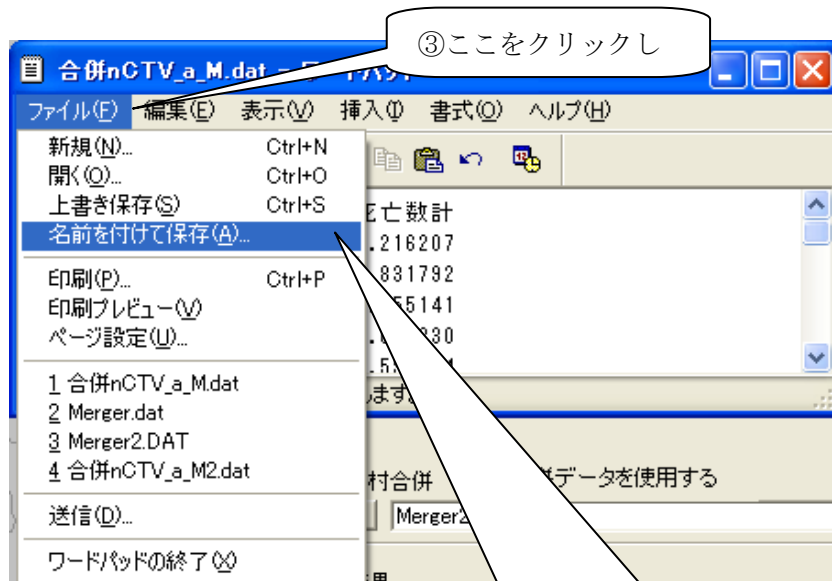 ③ここをクリックし
合併nCTV_a_M.dat -
ファイル(F) 編集(E) 表示(V) 挿入(I) 書式(O) ヘルプ(H)
新規(N)... Ctrl+N
開く(O)... Ctrl+O
上書き保存(S) Ctrl+S
名前を付けて保存(A)...
印刷(P)... Ctrl+P
印刷プレビュー(V)
ページ設定(U)...
1 合併nCTV_a_M.dat
2 Merger.dat
3 Merger2.DAT
4 合併nCTV_a_M2.dat
送信(D)...
ワードパッドの終了(X)
死亡数計
.216207
.831792
55141
30
.5
します
村合併
データを使用する
Merger2